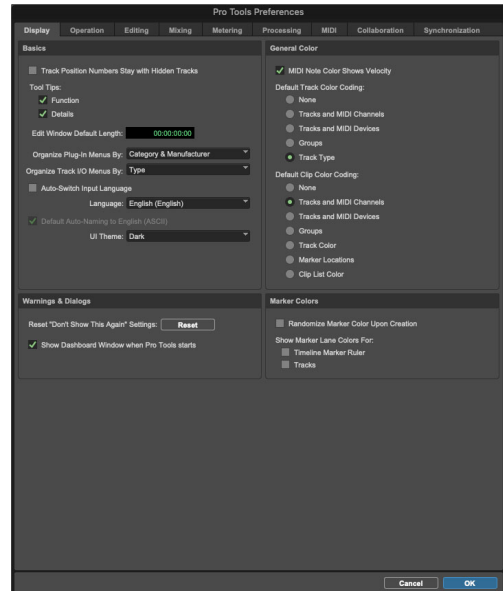 Pro Tools Preferences
Display Operation Editing Mixing Metering Processing MIDI Collaboration Synchronization
Basics
Track Position Numbers Stay with Hidden Tracks
Tool Tips:
Function
Details
Edit Window Default Length: 00:00:00:00
Organize Plug-In Menus By: Category & Manufacturer
Organize Track I/O Menus By: Type
Auto-Switch Input Language
Language: English (English)
Default Auto-Naming to English (ASCII)
UI Theme: Dark
General Color
MIDI Note Color Shows Velocity
Default Track Color Coding:
None
Tracks and MIDI Channels
Tracks and MIDI Devices
Groups
Track Type
Default Clip Color Coding:
None
Tracks and MIDI Channels
Tracks and MIDI Devices
Groups
Track Color
Marker Locations
Clip List Color
Warnings & Dialogs
Reset "Don't Show This Again" Settings: Reset
Show Dashboard Window when Pro Tools starts
Marker Colors
Randomize Marker Color Upon Creation
Show Marker Lane Colors For:
Timeline Marker Ruler
Tracks
Cancel OK